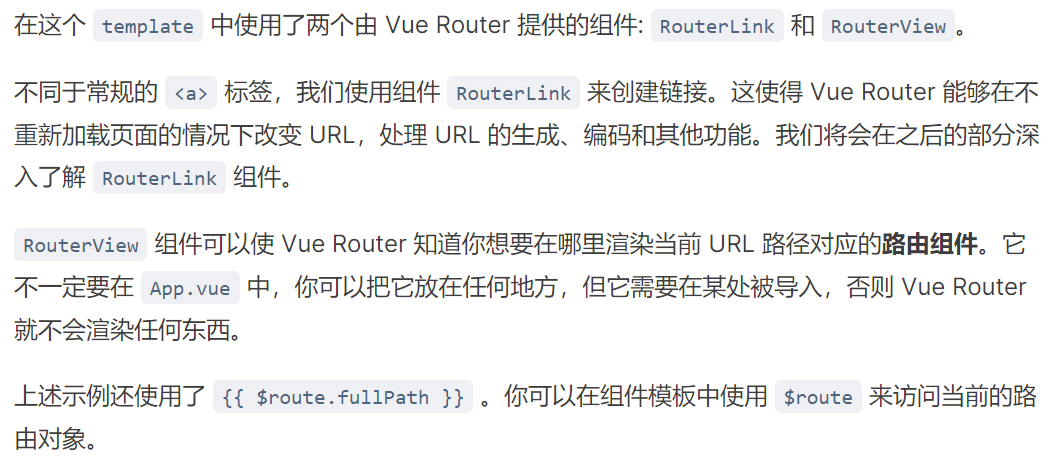 在这个 template 中使用了两个由 Vue Router 提供的组件: RouterLink 和 RouterView 。
不同于常规的 <a> 标签，我们使用组件 RouterLink 来创建链接。这使得 Vue Router 能够在不
重新加载页面的情况下改变 URL，处理 URL 的生成、编码和其他功能。我们将会在之后的部分深
入了解 RouterLink 组件。
RouterView 组件可以使 Vue Router 知道你想要在哪里渲染当前 URL 路径对应的路由组件。它
不一定要在 App.vue 中，你可以把它放在任何地方，但它需要在某处被导入，否则 Vue Router
就不会渲染任何东西。
上述示例还使用了 {{ $route.fullPath }} 。你可以在组件模板中使用 $route 来访问当前的路
由对象。